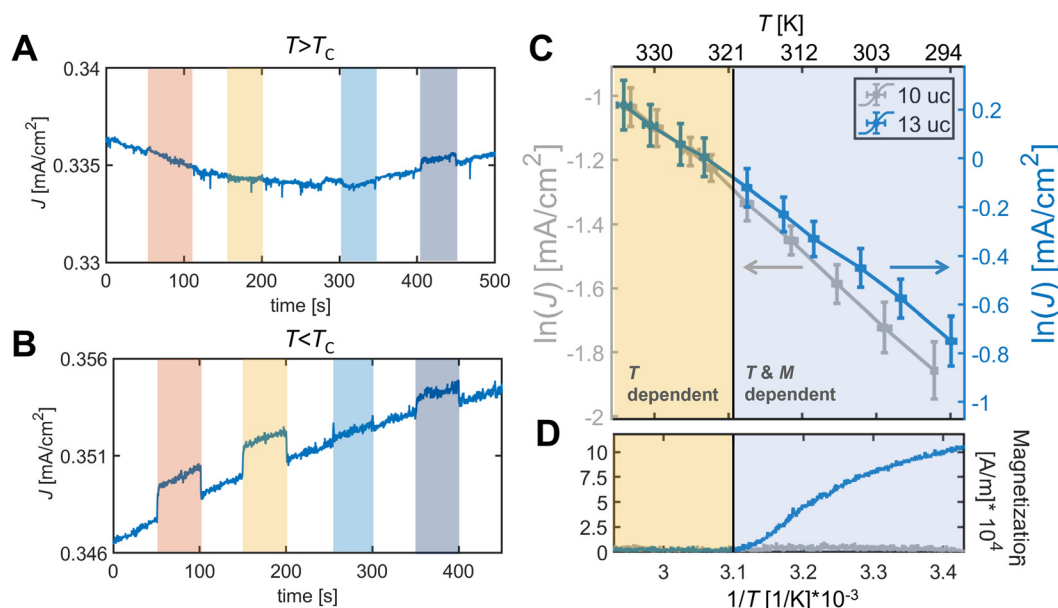 A
T>T_C
0.34
0.335
0.33
J [mA/cm²]
0 100 200 300 400 500
time [s]
B
T<T_C
0.356
0.351
0.346
J [mA/cm²]
0 100 200 300 400
time [s]
C
T [K]
330 321 312 303 294
-1
-1.2
-1.4
-1.6
-1.8
-2
ln(J) [mA/cm²]
10 uc
13 uc
0.2
0
-0.2
-0.4
-0.6
-0.8
-1
ln(J) [mA/cm²]
T
dependent
T & M
dependent
D
10
7.5
5
2.5
0
Magnetization
[A/m]* 10⁴
3 3.1 3.2 3.3 3.4
1/T [1/K]*10⁻³